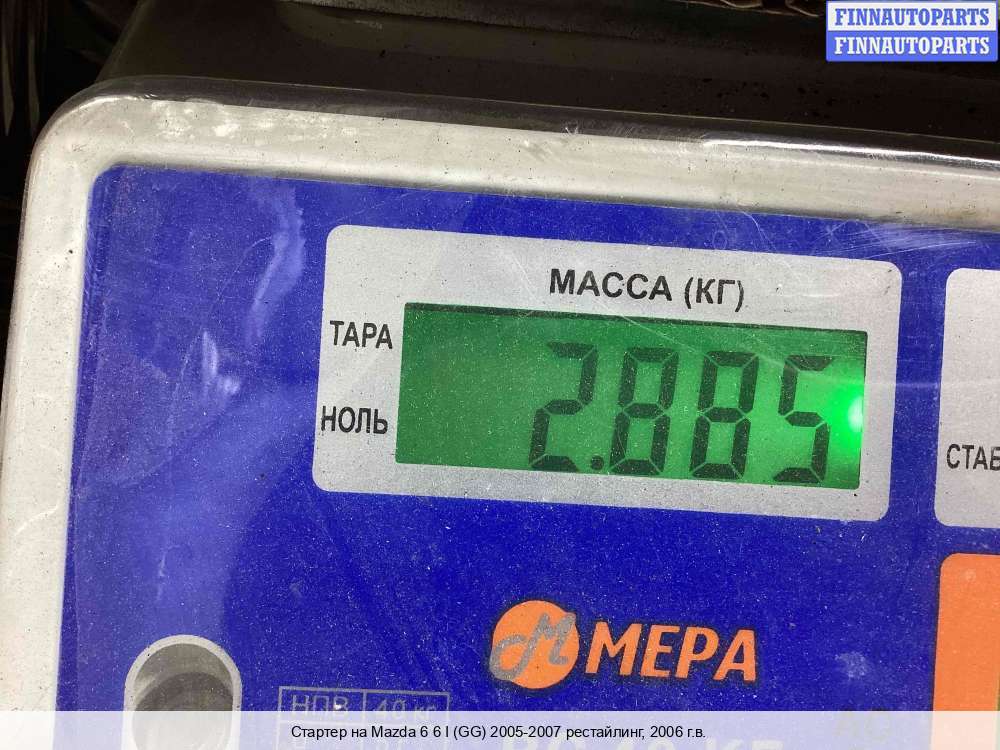 FINNAUTOPARTS
FINNAUTOPARTS
МАССА (КГ)
ТАРА
2.885
НОЛЬ
СТАБ
МЕРА
НПВ 40 кг
Стартер на Mazda 6 6 I (GG) 2005-2007 рестайлинг, 2006 г.в.